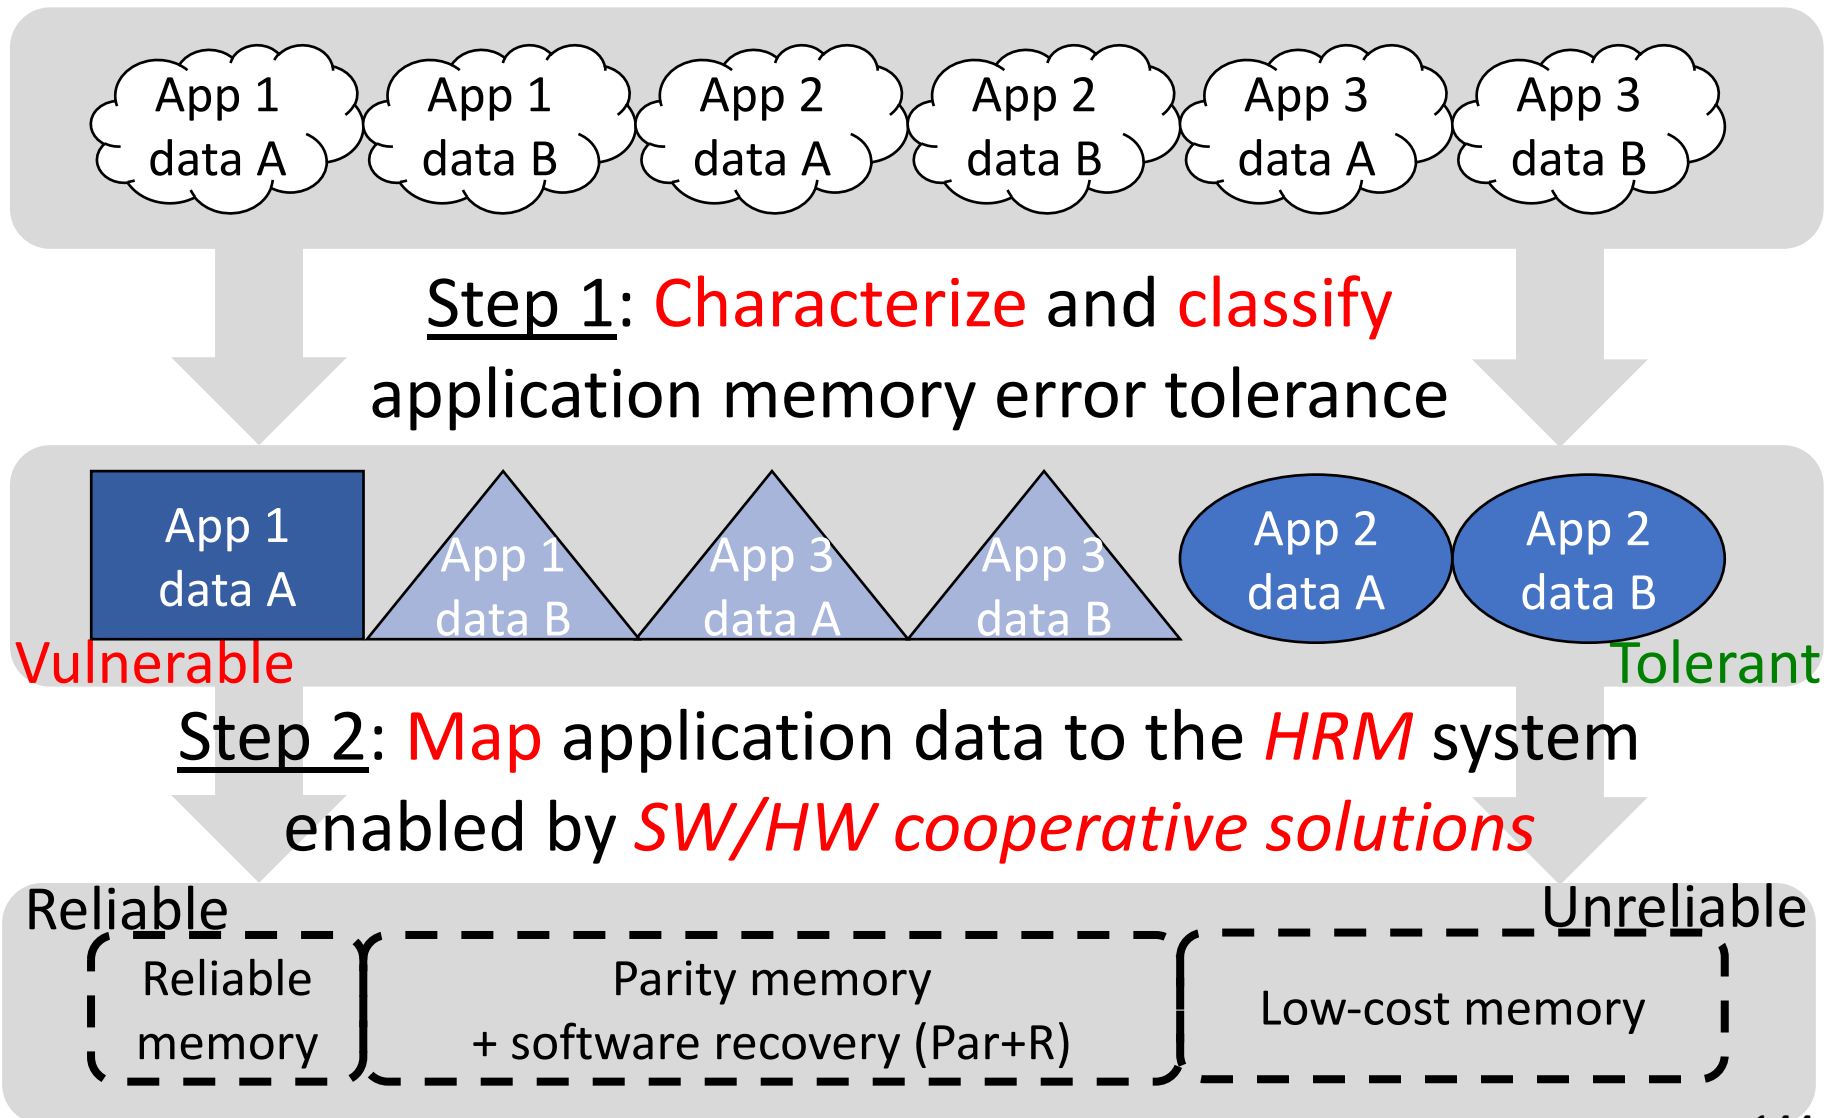 App 1
data A
App 1
data B
App 2
data A
App 2
data B
App 3
data A
App 3
data B
Step 1: Characterize and classify
application memory error tolerance
App 1
data A
App 1
data B
App 3
data A
App 3
data B
App 2
data A
App 2
data B
Vulnerable
Tolerant
Step 2: Map application data to the HRM system
enabled by SW/HW cooperative solutions
Reliable
Unreliable
Reliable
memory
Parity memory
+ software recovery (Par+R)
Low-cost memory